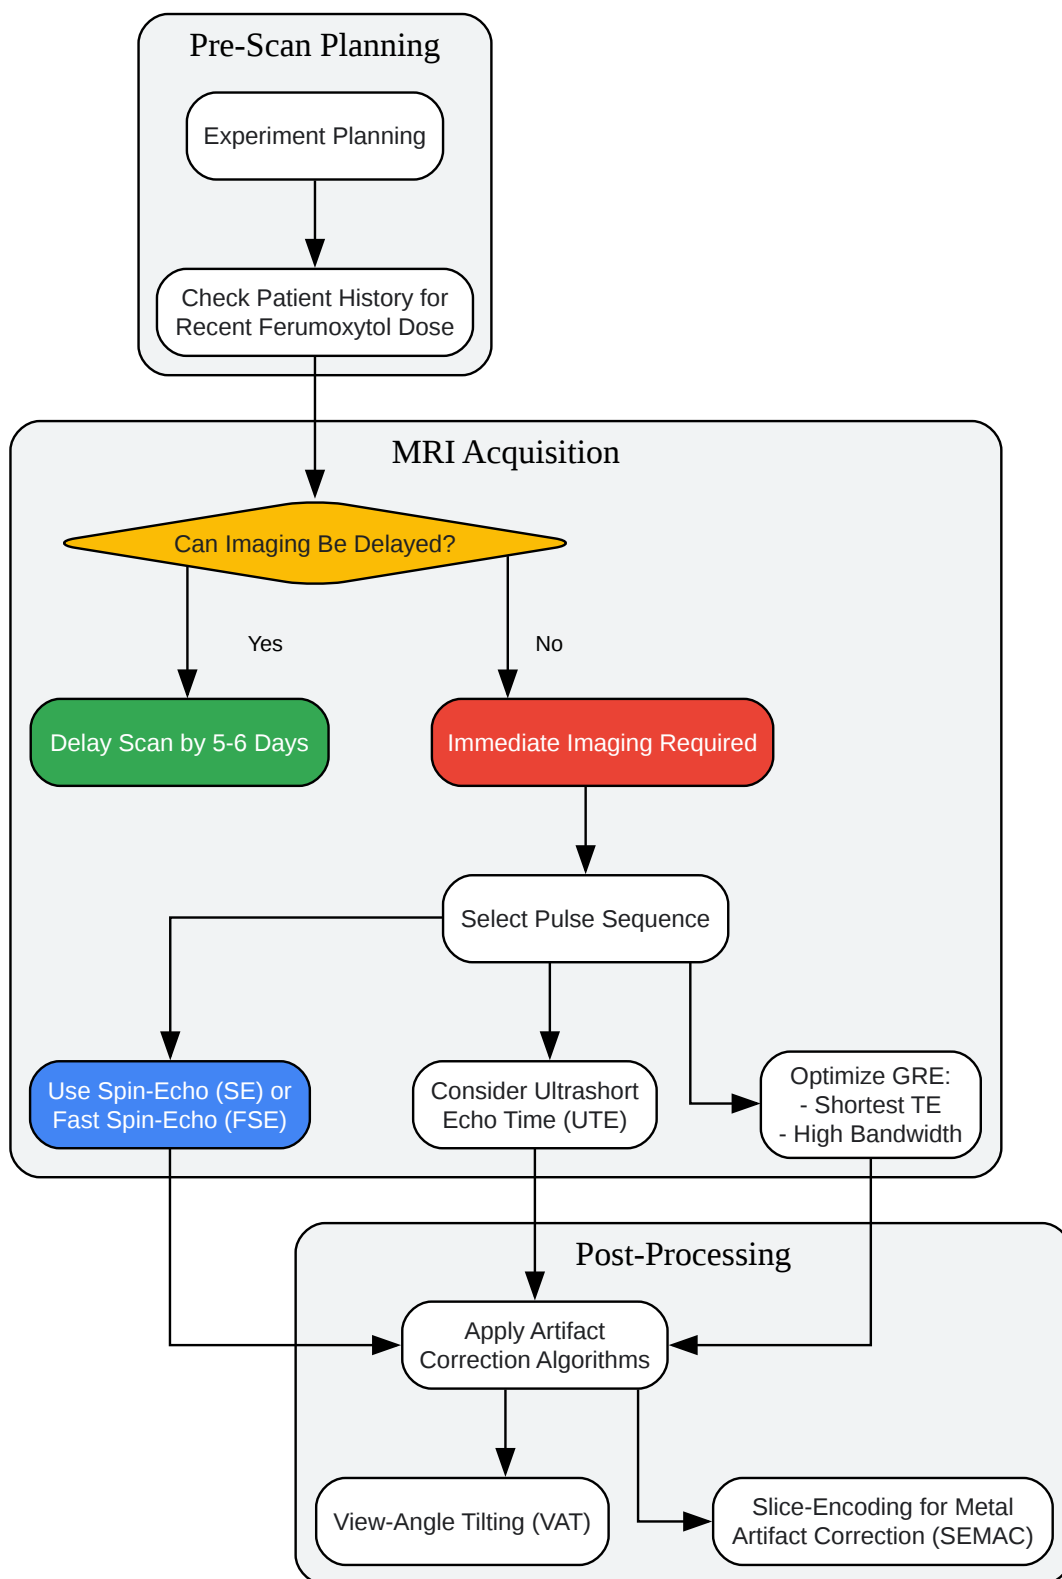 Pre-Scan Planning
Experiment Planning
Check Patient History for
Recent Ferumoxytol Dose
MRI Acquisition
Can Imaging Be Delayed?
Yes
No
Delay Scan by 5-6 Days
Immediate Imaging Required
Select Pulse Sequence
Use Spin-Echo (SE) or
Fast Spin-Echo (FSE)
Consider Ultrashort
Echo Time (UTE)
Optimize GRE:
- Shortest TE
- High Bandwidth
Post-Processing
Apply Artifact
Correction Algorithms
View-Angle Tilting (VAT)
Slice-Encoding for Metal
Artifact Correction (SEMAC)